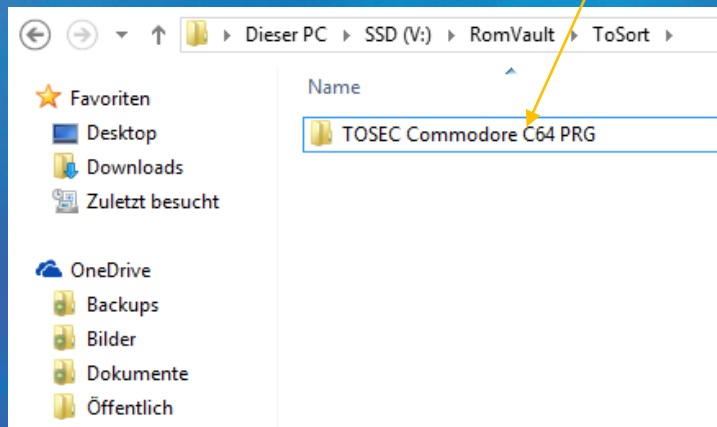 Dieser PC SSD (V:) RomVault ToSort
Favoriten
Desktop
Downloads
Zuletzt besucht
OneDrive
Backups
Bilder
Dokumente
Öffentlich
Name
TOSEC Commodore C64 PRG